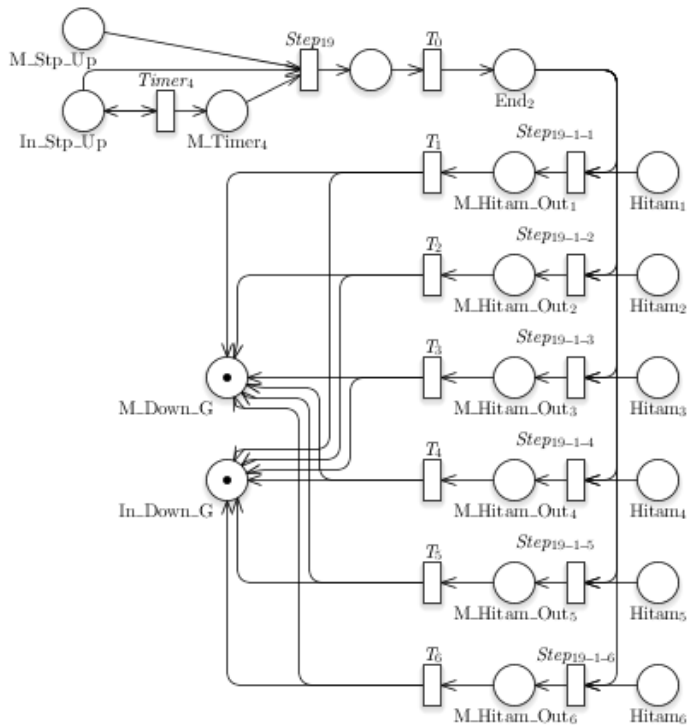 Step₁₉
T₀
M_Stp_Up
Timer₄
End₂
In_Stp_Up
M_Timer₄
Step₁₉₋₁₋₁
T₁
M_Hitam_Out₁
Hitam₁
Step₁₉₋₁₋₂
T₂
M_Hitam_Out₂
Hitam₂
Step₁₉₋₁₋₃
T₃
M_Down_G
M_Hitam_Out₃
Hitam₃
Step₁₉₋₁₋₄
T₄
In_Down_G
M_Hitam_Out₄
Hitam₄
Step₁₉₋₁₋₅
T₅
M_Hitam_Out₅
Hitam₅
Step₁₉₋₁₋₆
T₆
M_Hitam_Out₆
Hitam₆